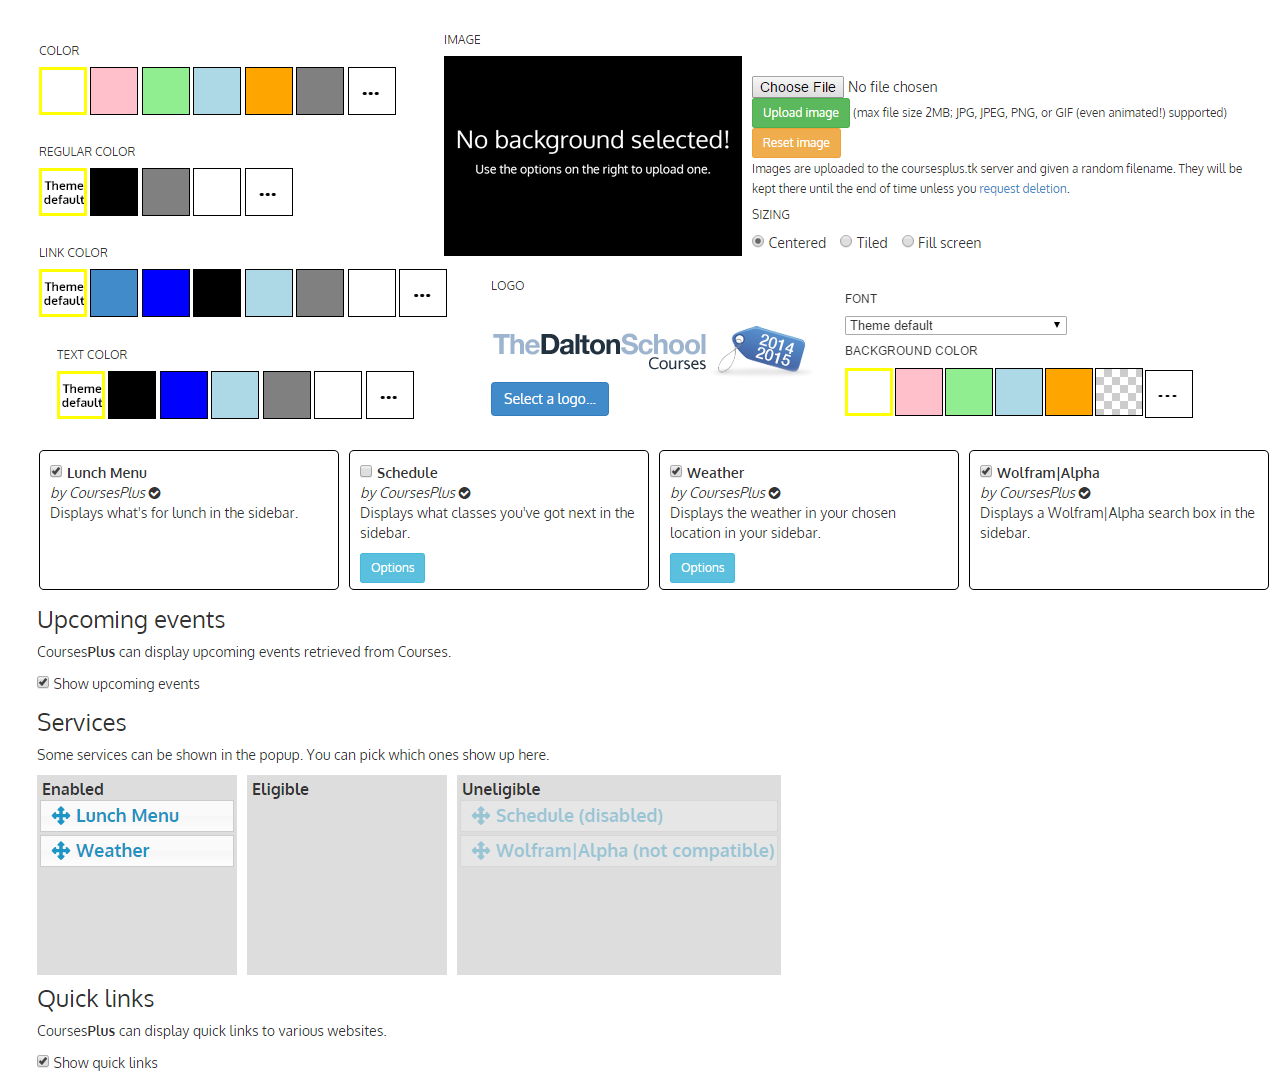 COLOR
...
REGULAR COLOR
Theme
default
...
LINK COLOR
Theme
default
...
TEXT COLOR
Theme
default
...
IMAGE
No background selected!
Use the options on the right to upload one.
Choose File No file chosen
Upload image (max file size 2MB; JPG, JPEG, PNG, or GIF (even animated!) supported)
Reset image
Images are uploaded to the coursesplus.tk server and given a random filename. They will be
kept there until the end of time unless you request deletion.
SIZING
Centered Tiled Fill screen
LOGO
TheDaltonSchool
Courses
2014
2015
Select a logo...
FONT
Theme default
BACKGROUND COLOR
...
Lunch Menu
by CoursesPlus
Displays what's for lunch in the sidebar.
Schedule
by CoursesPlus
Displays what classes you've got next in the
sidebar.
Options
Weather
by CoursesPlus
Displays the weather in your chosen
location in your sidebar.
Options
Wolfram|Alpha
by CoursesPlus
Displays a Wolfram|Alpha search box in the
sidebar.
Upcoming events
CoursesPlus can display upcoming events retrieved from Courses.
Show upcoming events
Services
Some services can be shown in the popup. You can pick which ones show up here.
Enabled
Lunch Menu
Weather
Eligible
Uneligible
Schedule (disabled)
Wolfram|Alpha (not compatible)
Quick links
CoursesPlus can display quick links to various websites.
Show quick links